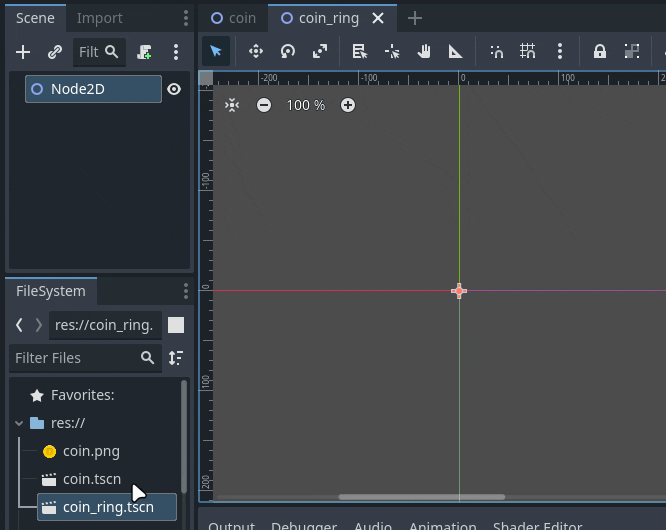 Scene Import
Filt
Node2D
FileSystem
res://coin_ring.
Filter Files
Favorites:
res://
coin.png
coin.tscn
coin_ring.tscn
coin coin_ring
-200 -100 0 100 2
100 %
-100
0
100
200
Output Debugger Audio Animation Shader Editor